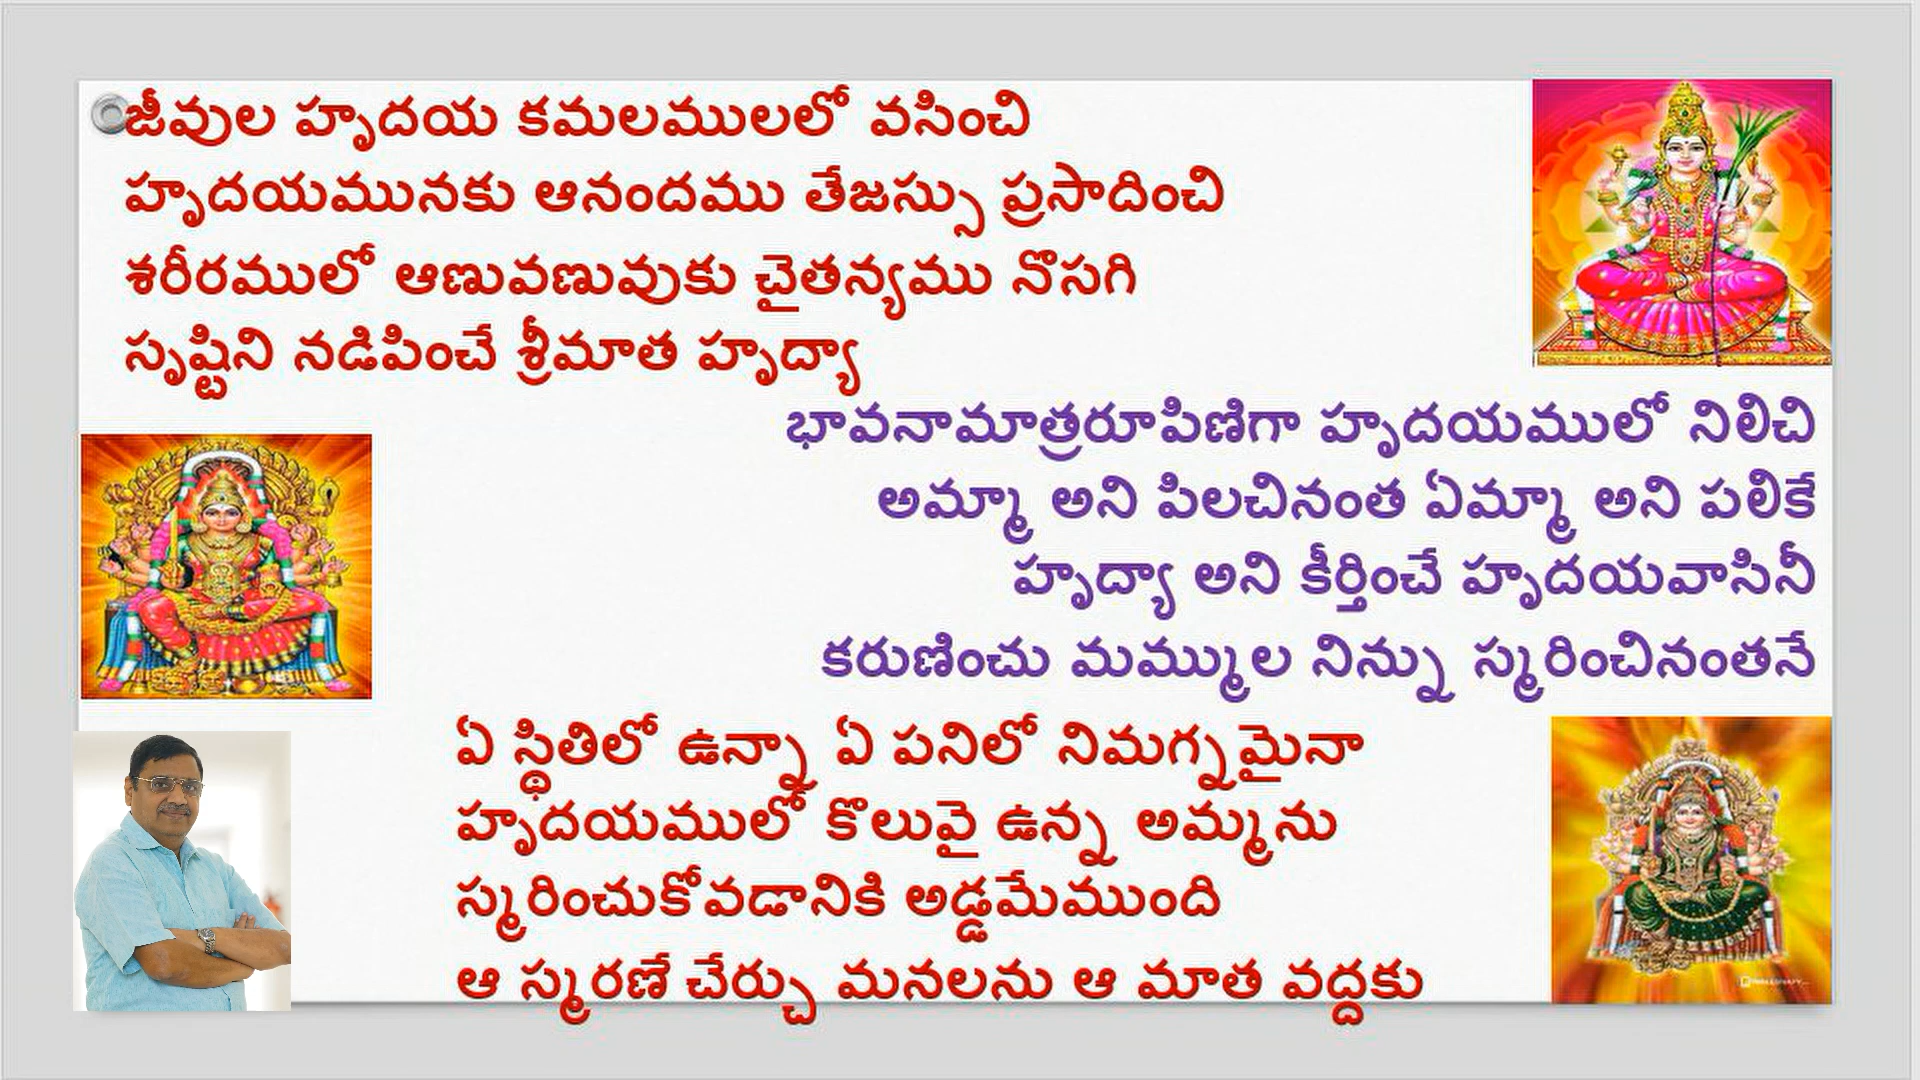 జీవుల హృదయ కమలములలో వసించి
హృదయమునకు ఆనందము తేజస్సు ప్రసాదించి
శరీరములో ఆణువణువుకు చైతన్యము నొసగి
సృష్టిని నడిపించే శ్రీమాత హృద్యా
భావనామాత్రరూపిణిగా హృదయములో నిలిచి
అమ్మా అని పిలచినంత ఏమ్మా అని పలికే
హృద్యా అని కీర్తించే హృదయవాసినీ
కరుణించు మమ్ముల నిన్ను స్మరించినంతనే
ఏ స్థితిలో ఉన్నా ఏ పనిలో నిమగ్నమైనా
హృదయములో కొలువై ఉన్న అమ్మను
స్మరించుకోవడానికి అడ్డమేముంది
ఆ స్మరణే చేర్చు మనలను ఆ మాత వద్దకు